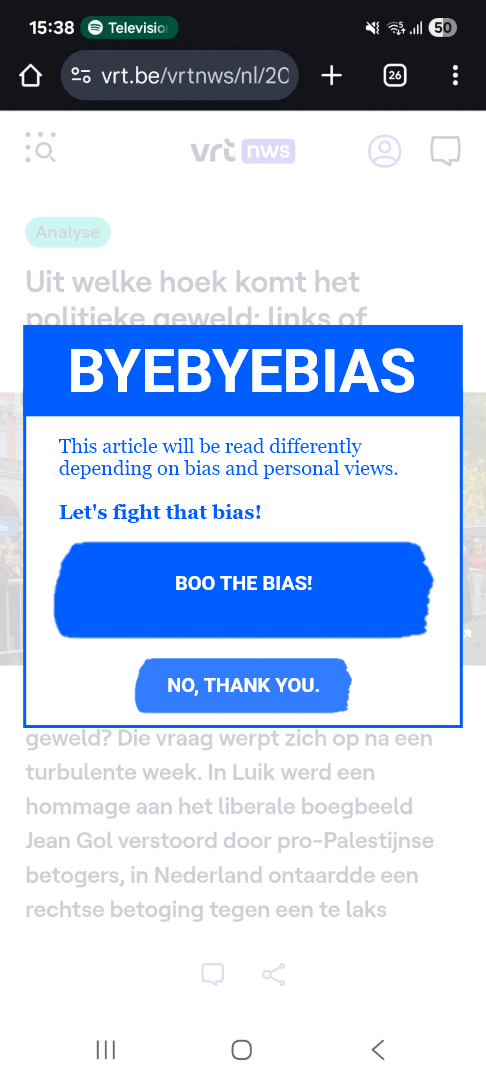 15:38 Televisio 50
vrt.be/vrtnws/nl/20 26
vrt nws
Analyse
Uit welke hoek komt het
politieke geweld: links of
BYEBYEBIAS
This article will be read differently
depending on bias and personal views.
Let's fight that bias!
BOO THE BIAS!
NO, THANK YOU.
geweld? Die vraag werpt zich op na een
turbulente week. In Luik werd een
hommage aan het liberale boegbeeld
Jean Gol verstoord door pro-Palestijnse
betogers, in Nederland ontaardde een
rechtse betoging tegen een te laks